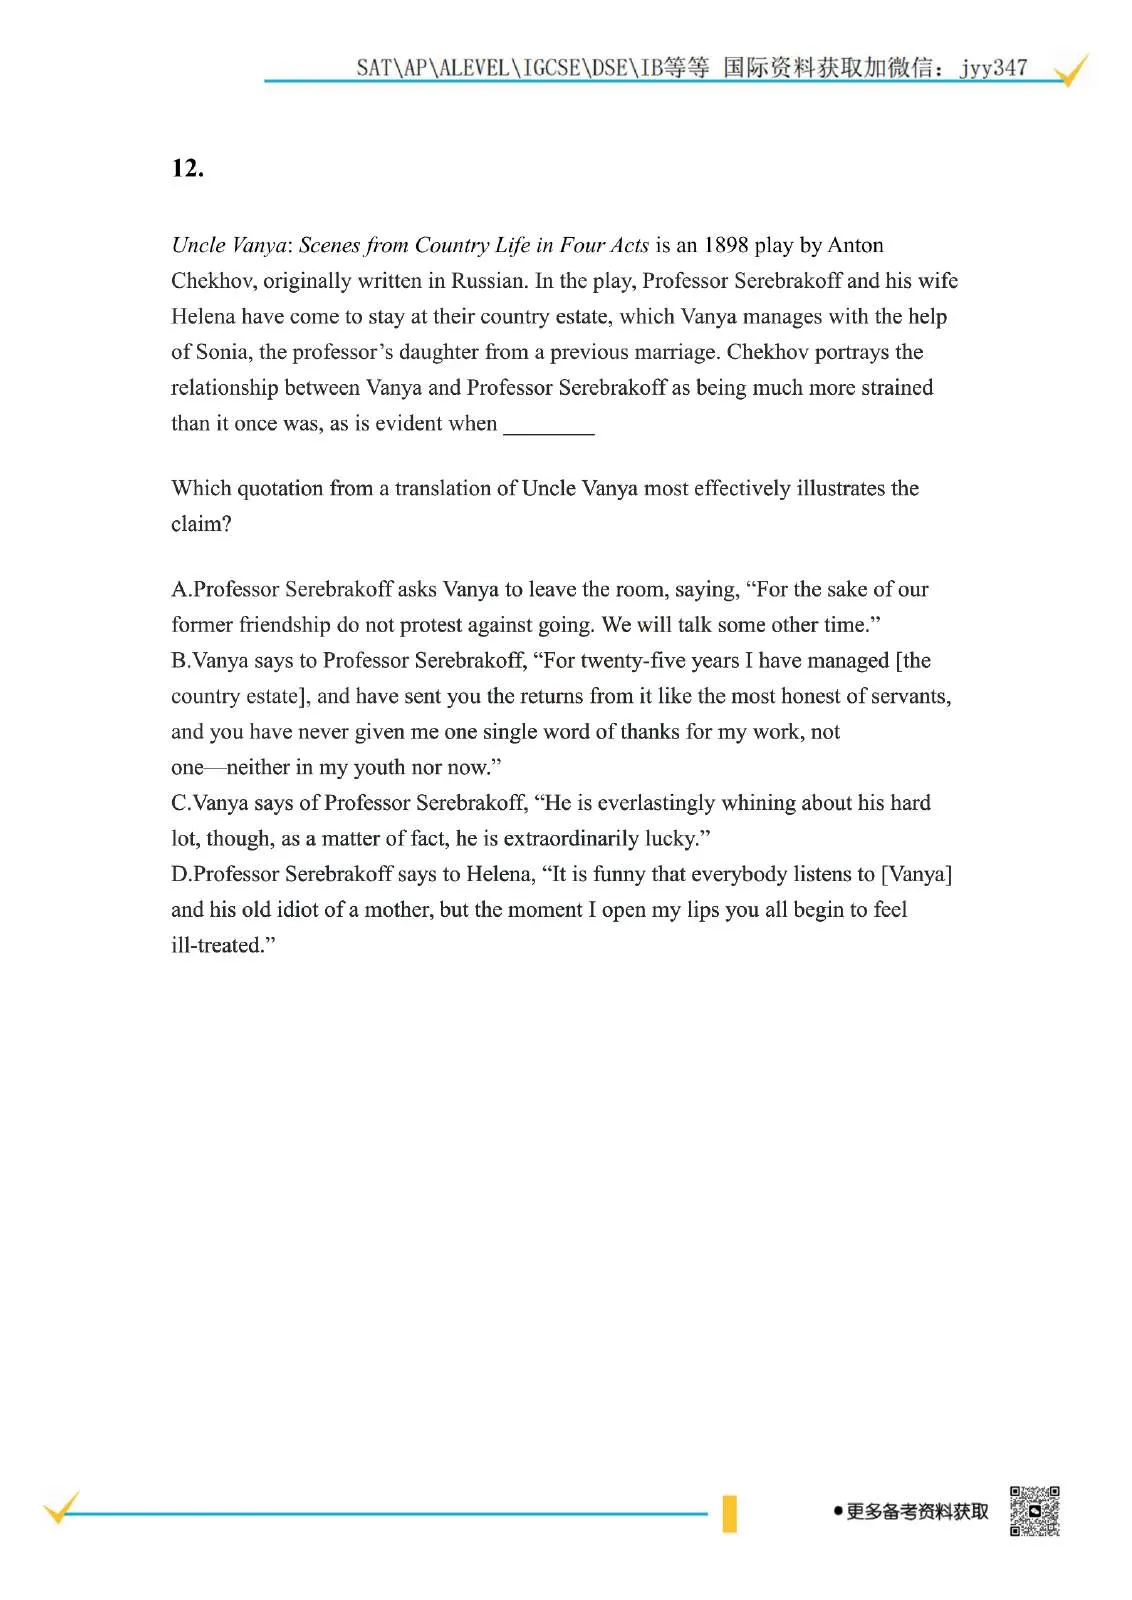 SAT\AP\ALEVEL\IGCSE\DSE\IB等等 国际资料获取加微信：jyy347
12.
Uncle Vanya: Scenes from Country Life in Four Acts is an 1898 play by Anton
Chekhov, originally written in Russian. In the play, Professor Serebrakoff and his wife
Helena have come to stay at their country estate, which Vanya manages with the help
of Sonia, the professor’s daughter from a previous marriage. Chekhov portrays the
relationship between Vanya and Professor Serebrakoff as being much more strained
than it once was, as is evident when ________
Which quotation from a translation of Uncle Vanya most effectively illustrates the
claim?
A.Professor Serebrakoff asks Vanya to leave the room, saying, “For the sake of our
former friendship do not protest against going. We will talk some other time.”
B.Vanya says to Professor Serebrakoff, “For twenty-five years I have managed [the
country estate], and have sent you the returns from it like the most honest of servants,
and you have never given me one single word of thanks for my work, not
one—neither in my youth nor now.”
C.Vanya says of Professor Serebrakoff, “He is everlastingly whining about his hard
lot, though, as a matter of fact, he is extraordinarily lucky.”
D.Professor Serebrakoff says to Helena, “It is funny that everybody listens to [Vanya]
and his old idiot of a mother, but the moment I open my lips you all begin to feel
ill-treated.”
•更多备考资料获取